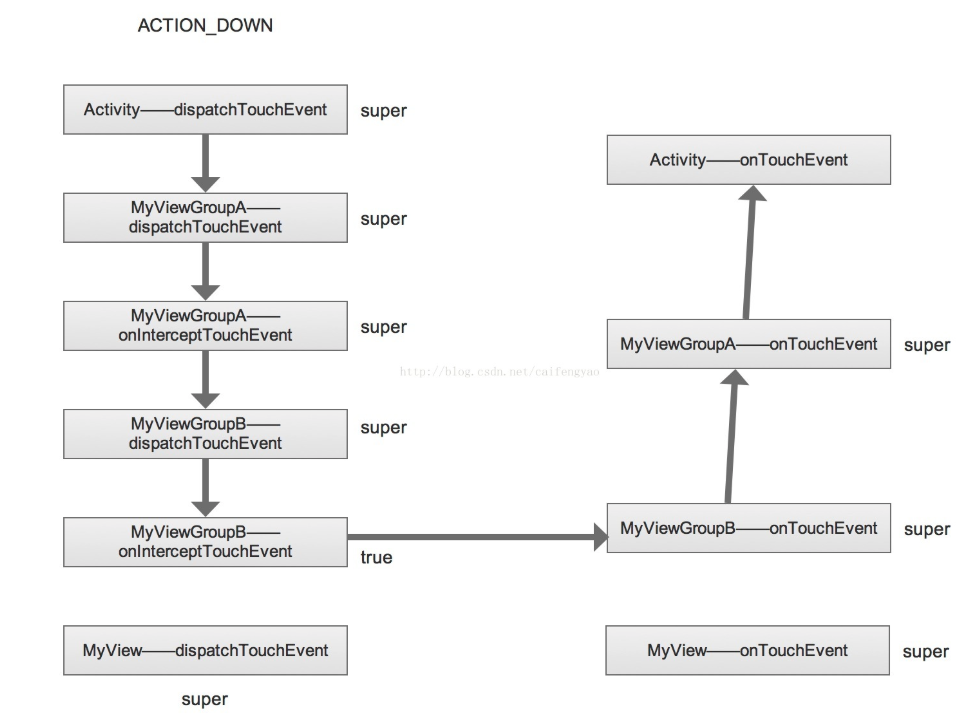 ACTION_DOWN
Activity——dispatchTouchEvent
super
Activity——onTouchEvent
MyViewGroupA——
dispatchTouchEvent
super
MyViewGroupA——
onInterceptTouchEvent
super
MyViewGroupA——onTouchEvent
super
http://blog.csdn.net/caifengyao
MyViewGroupB——
dispatchTouchEvent
super
MyViewGroupB——
onInterceptTouchEvent
true
MyViewGroupB——onTouchEvent
super
MyView——dispatchTouchEvent
super
MyView——onTouchEvent
super